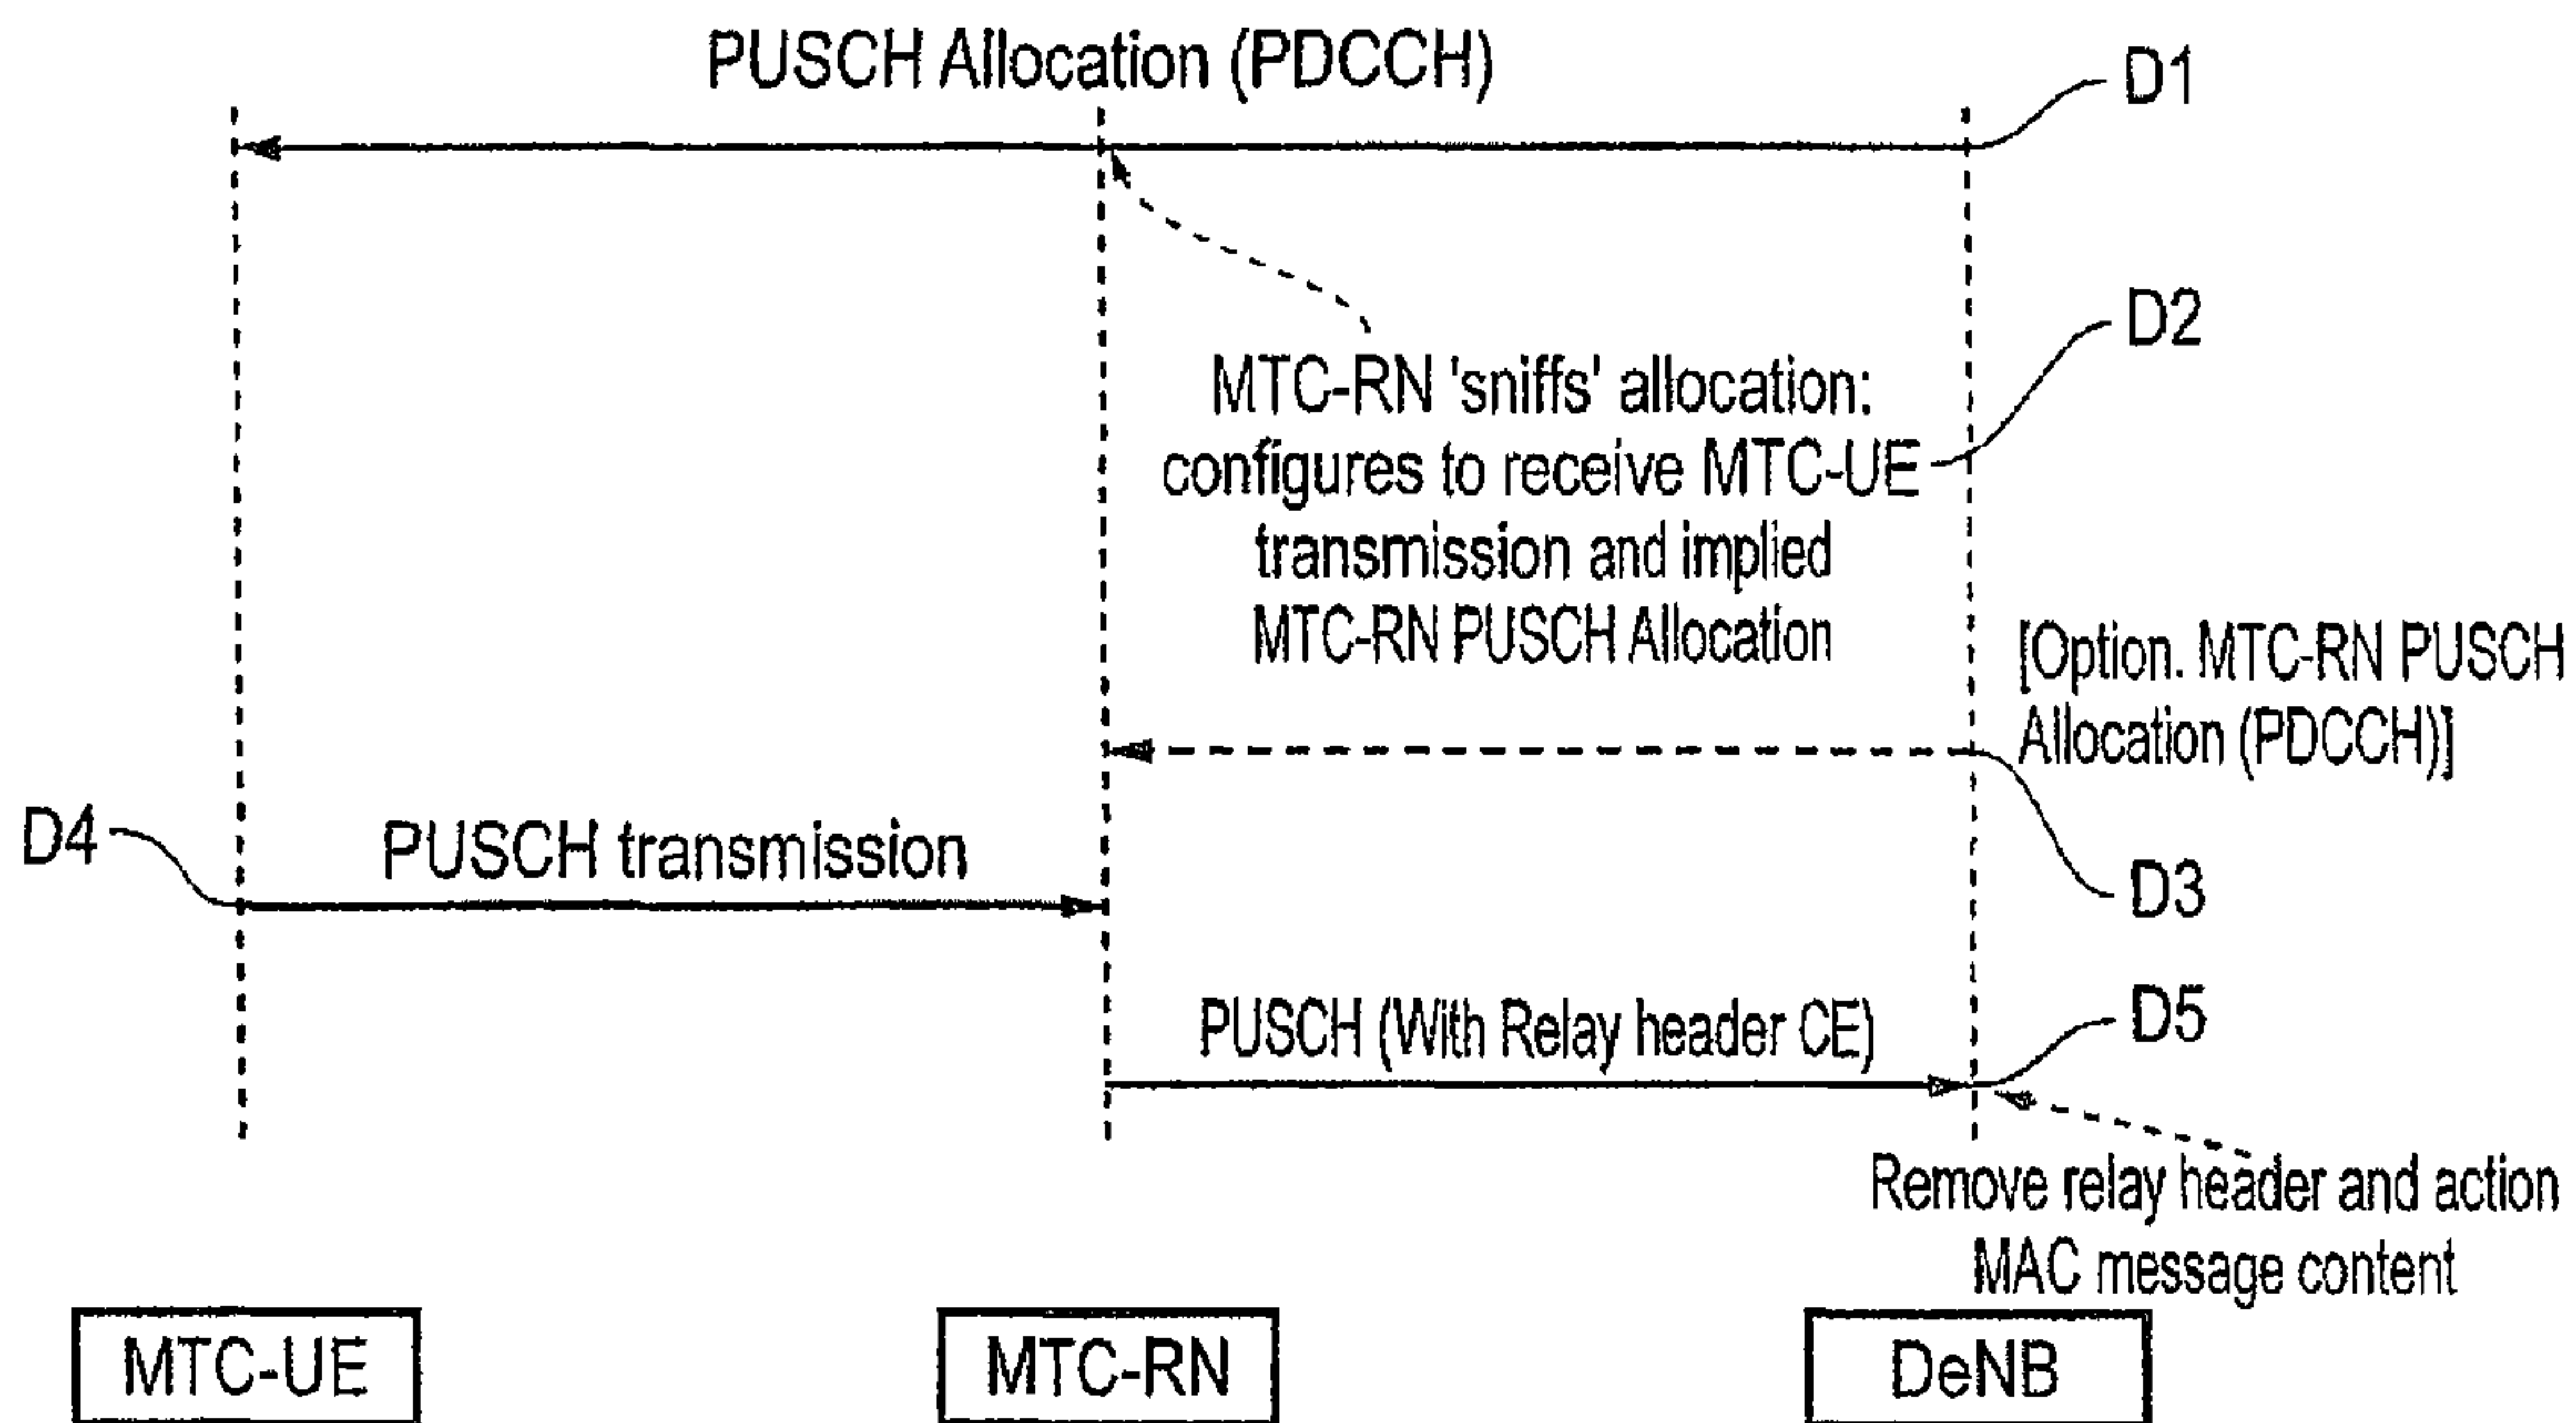 PUSCH Allocation (PDCCH)
D1
D2
MTC-RN 'sniffs' allocation:
configures to receive MTC-UE
transmission and implied
MTC-RN PUSCH Allocation
[Option. MTC-RN PUSCH
Allocation (PDCCH)]
D4
PUSCH transmission
D3
PUSCH (With Relay header CE)
D5
Remove relay header and action
MAC message content
MTC-UE
MTC-RN
DeNB